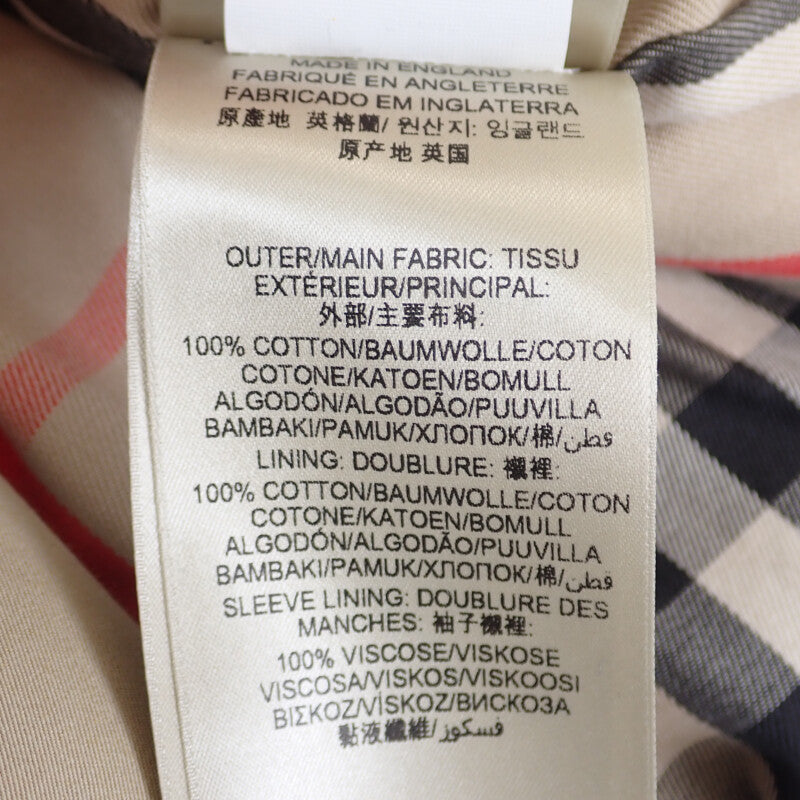 MADE IN ENGLAND
FABRIQUÉ EN ANGLETERRE
FABRICADO EM INGLATERRA
原產地 英格蘭/ 원산지: 잉글랜드
原产地 英国
OUTER/MAIN FABRIC: TISSU
EXTÉRIEUR/PRINCIPAL:
外部/主要布料:
100% COTTON/BAUMWOLLE/COTON
COTONE/KATOEN/BOMULL
ALGODÓN/ALGODÃO/PUUVILLA
BAMBAKI/PAMUK/ХЛОПОК/棉/قطن
LINING: DOUBLURE: 襯裡:
100% COTTON/BAUMWOLLE/COTON
COTONE/KATOEN/BOMULL
ALGODÓN/ALGODÃO/PUUVILLA
BAMBAKI/PAMUK/ХЛОПОК/棉/قطن
SLEEVE LINING: DOUBLURE DES
MANCHES: 袖子襯裡:
100% VISCOSE/VISKOSE
VISCOSA/VISKOS/VISKOOSI
ΒΙΣΚΟΖ/VİSKOZ/ВИСКОЗА
黏液纖維/فسكوز